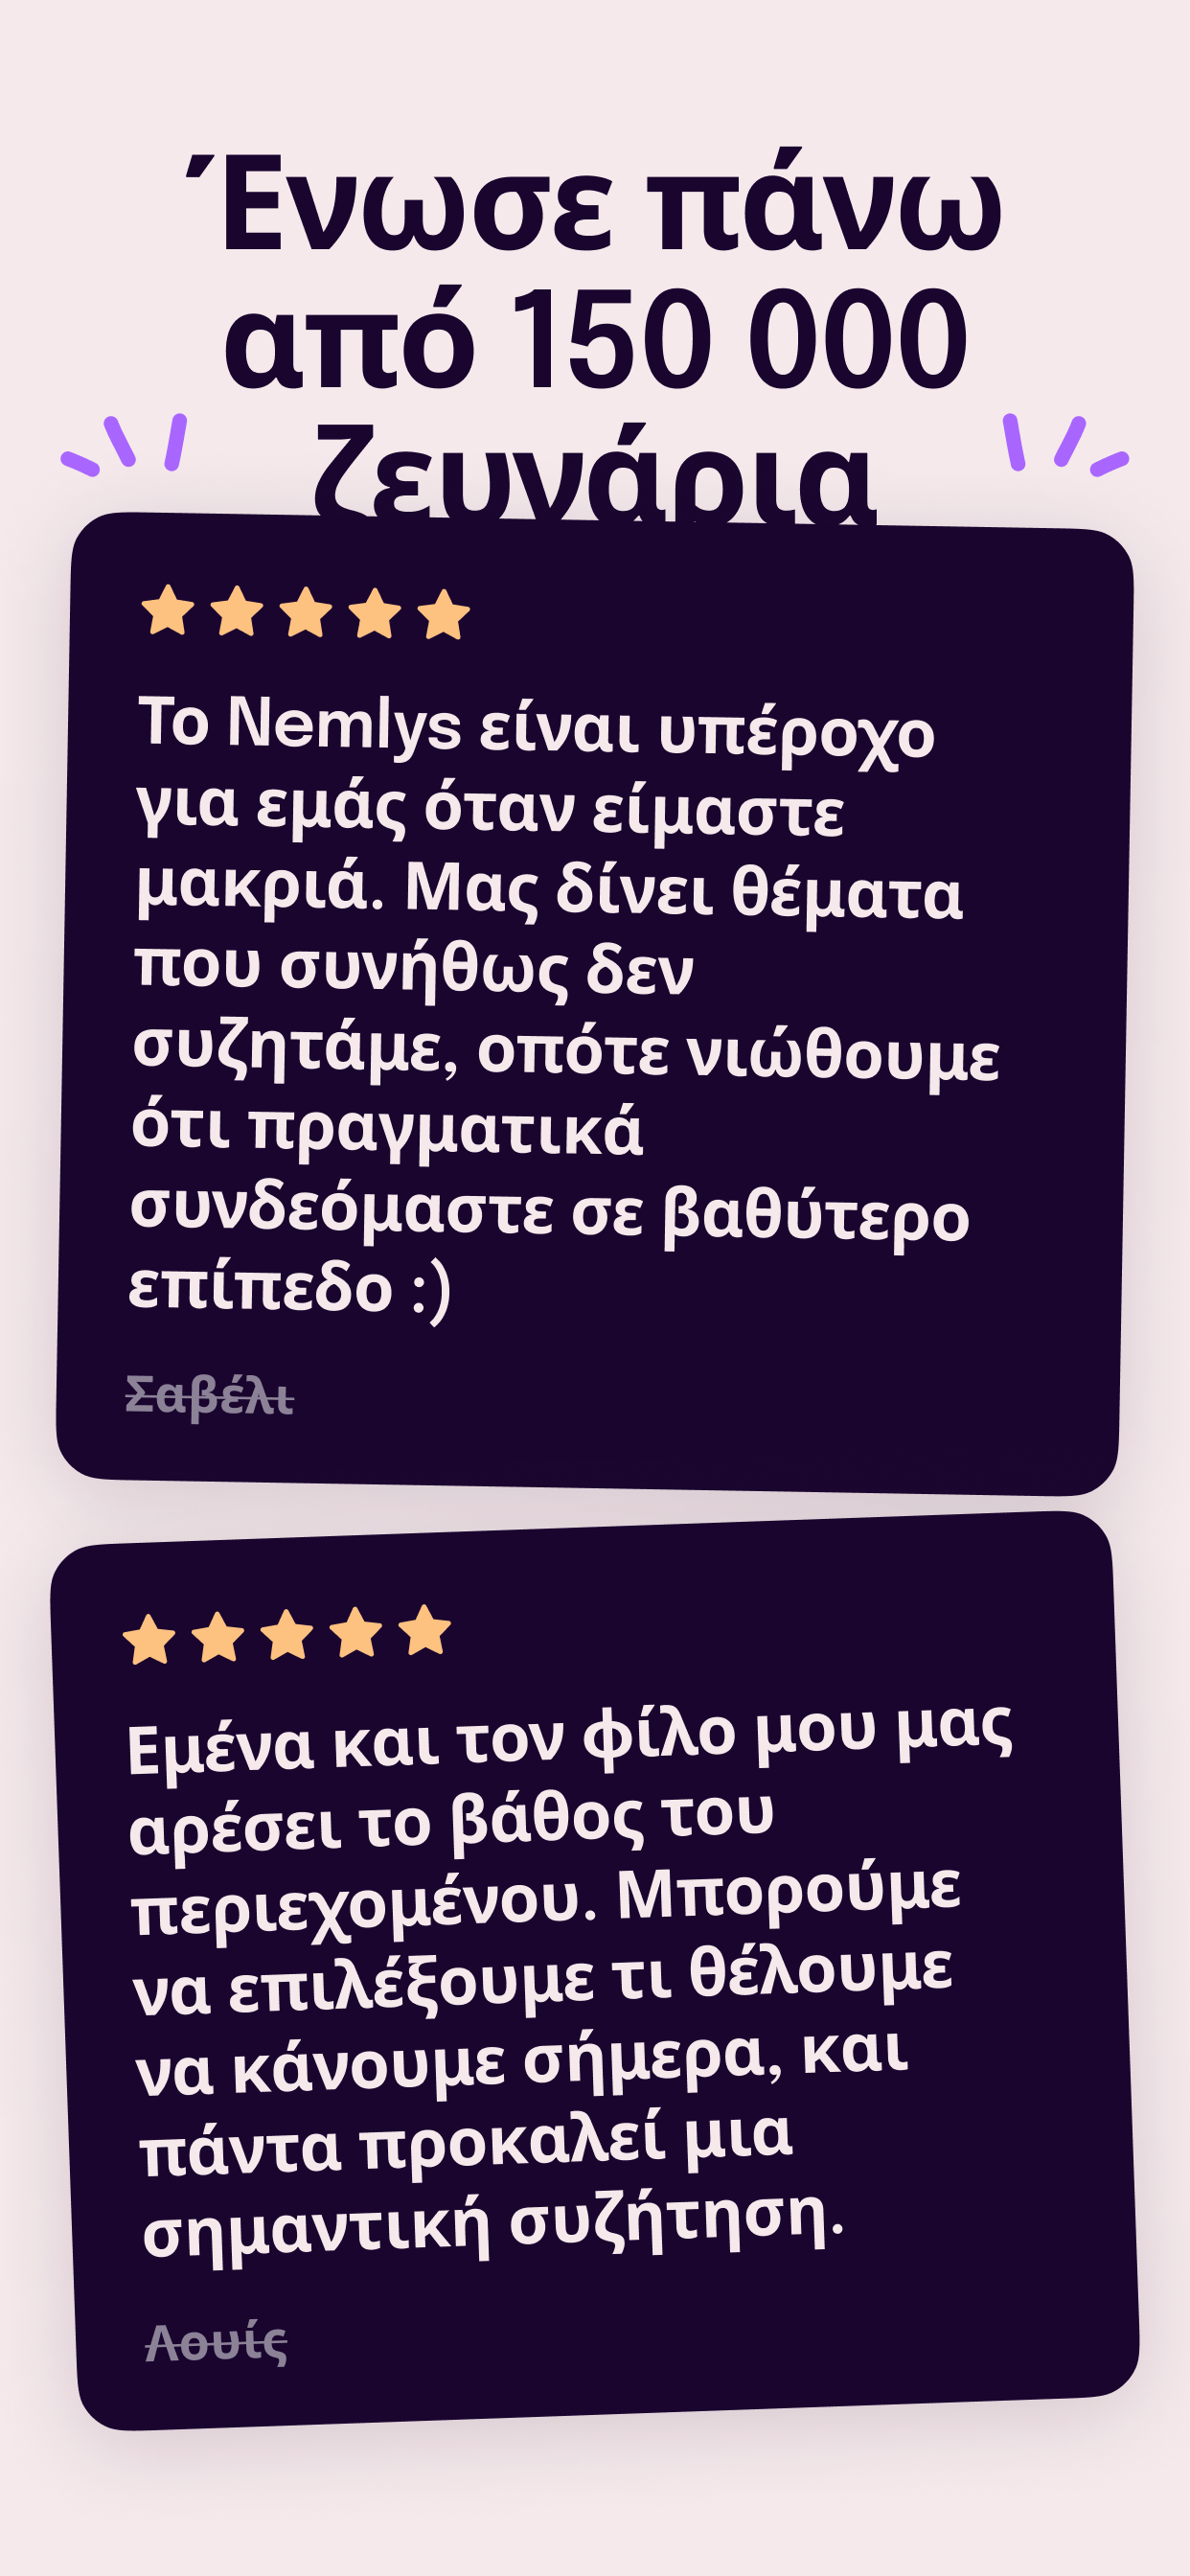 Ένωσε πάνω
από 150 000
ζευγάρια
Το Nemlys είναι υπέροχο
για εμάς όταν είμαστε
μακριά. Μας δίνει θέματα
που συνήθως δεν
συζητάμε, οπότε νιώθουμε
ότι πραγματικά
συνδεόμαστε σε βαθύτερο
επίπεδο :)
Σαβέλι
Εμένα και τον φίλο μου μας
αρέσει το βάθος του
περιεχομένου. Μπορούμε
να επιλέξουμε τι θέλουμε
να κάνουμε σήμερα, και
πάντα προκαλεί μια
σημαντική συζήτηση.
Λουίς